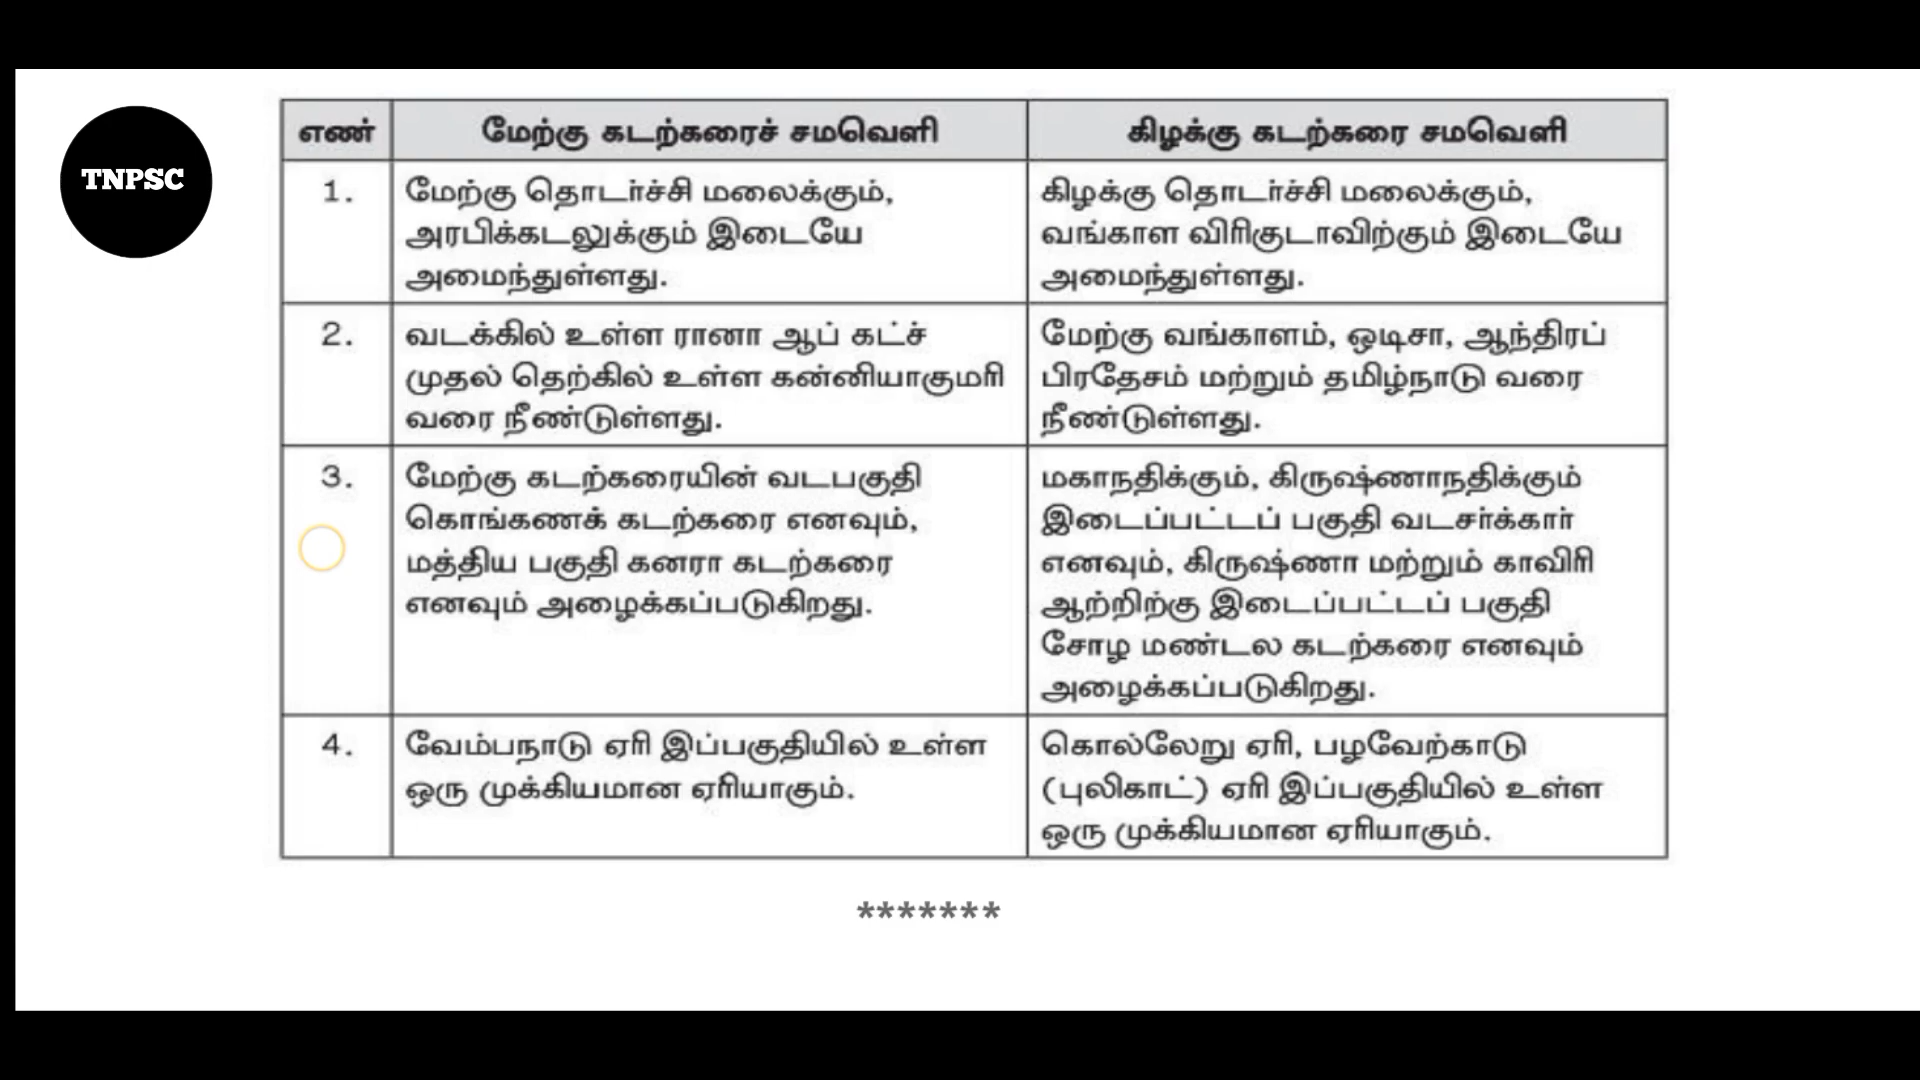 TNPSC
எண் மேற்கு கடற்கரைச் சமவெளி கிழக்கு கடற்கரை சமவெளி
1. மேற்கு தொடர்ச்சி மலைக்கும்,
அரபிக்கடலுக்கும் இடையே
அமைந்துள்ளது.
கிழக்கு தொடர்ச்சி மலைக்கும்,
வங்காள விரிகுடாவிற்கும் இடையே
அமைந்துள்ளது.
2. வடக்கில் உள்ள ரானா ஆப் கட்ச்
முதல் தெற்கில் உள்ள கன்னியாகுமரி
வரை நீண்டுள்ளது.
மேற்கு வங்காளம், ஒடிசா, ஆந்திரப்
பிரதேசம் மற்றும் தமிழ்நாடு வரை
நீண்டுள்ளது.
3. மேற்கு கடற்கரையின் வடபகுதி
கொங்கணக் கடற்கரை எனவும்,
மத்திய பகுதி கனரா கடற்கரை
எனவும் அழைக்கப்படுகிறது.
மகாநதிக்கும், கிருஷ்ணாநதிக்கும்
இடைப்பட்டப் பகுதி வடசர்க்கார்
எனவும், கிருஷ்ணா மற்றும் காவிரி
ஆற்றிற்கு இடைப்பட்டப் பகுதி
சோழ மண்டல கடற்கரை எனவும்
அழைக்கப்படுகிறது.
4. வேம்பநாடு ஏரி இப்பகுதியில் உள்ள
ஒரு முக்கியமான ஏரியாகும்.
கொல்லேறு ஏரி, பழவேற்காடு
(புலிகாட்) ஏரி இப்பகுதியில் உள்ள
ஒரு முக்கியமான ஏரியாகும்.
*******